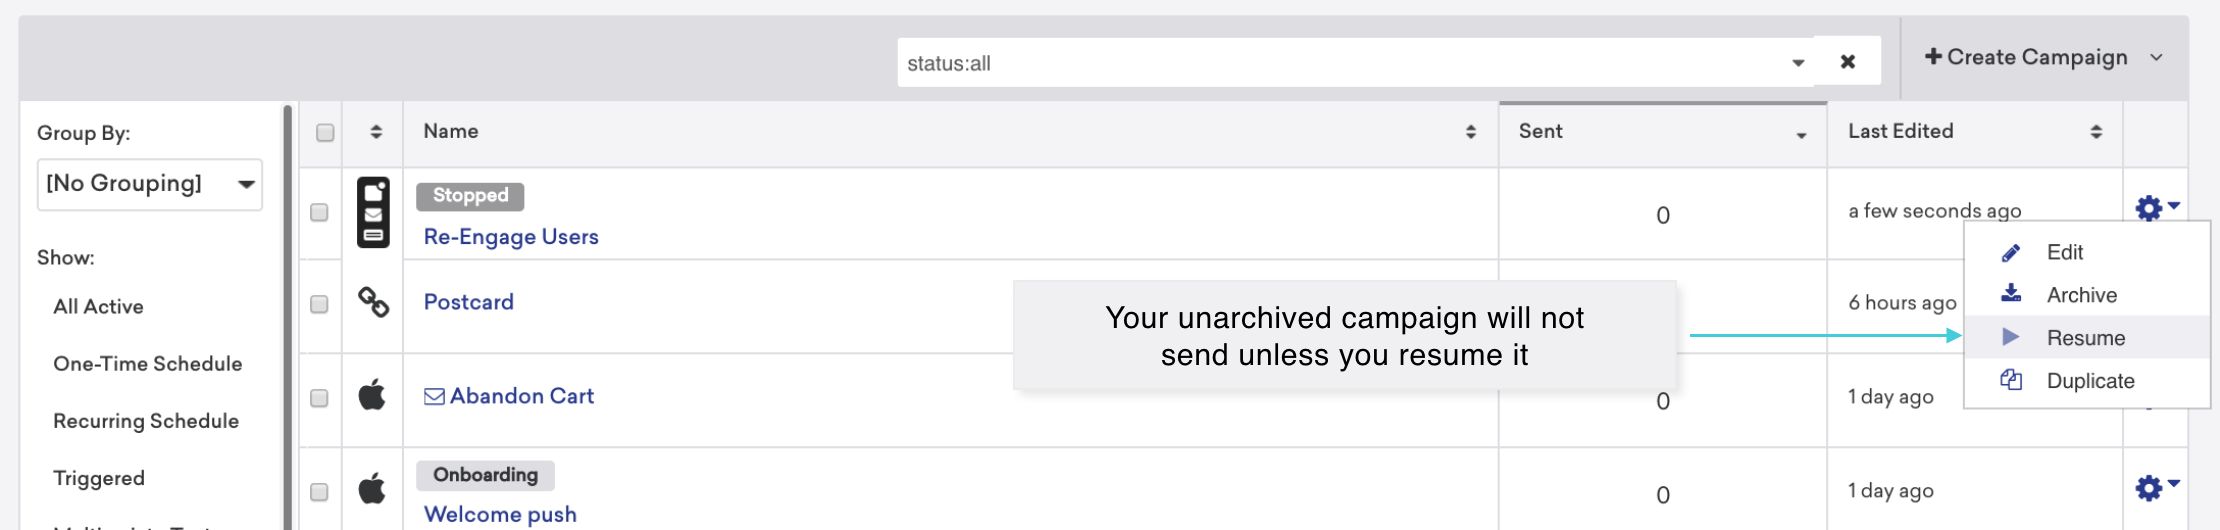 status:all
Create Campaign
Group By:
[No Grouping]
Show:
All Active
One-Time Schedule
Recurring Schedule
Triggered
Name
Sent
Last Edited
Stopped
Re-Engage Users
0
a few seconds ago
Postcard
6 hours ago
Abandon Cart
0
1 day ago
Onboarding
Welcome push
0
1 day ago
Your unarchived campaign will not
send unless you resume it
Edit
Archive
Resume
Duplicate